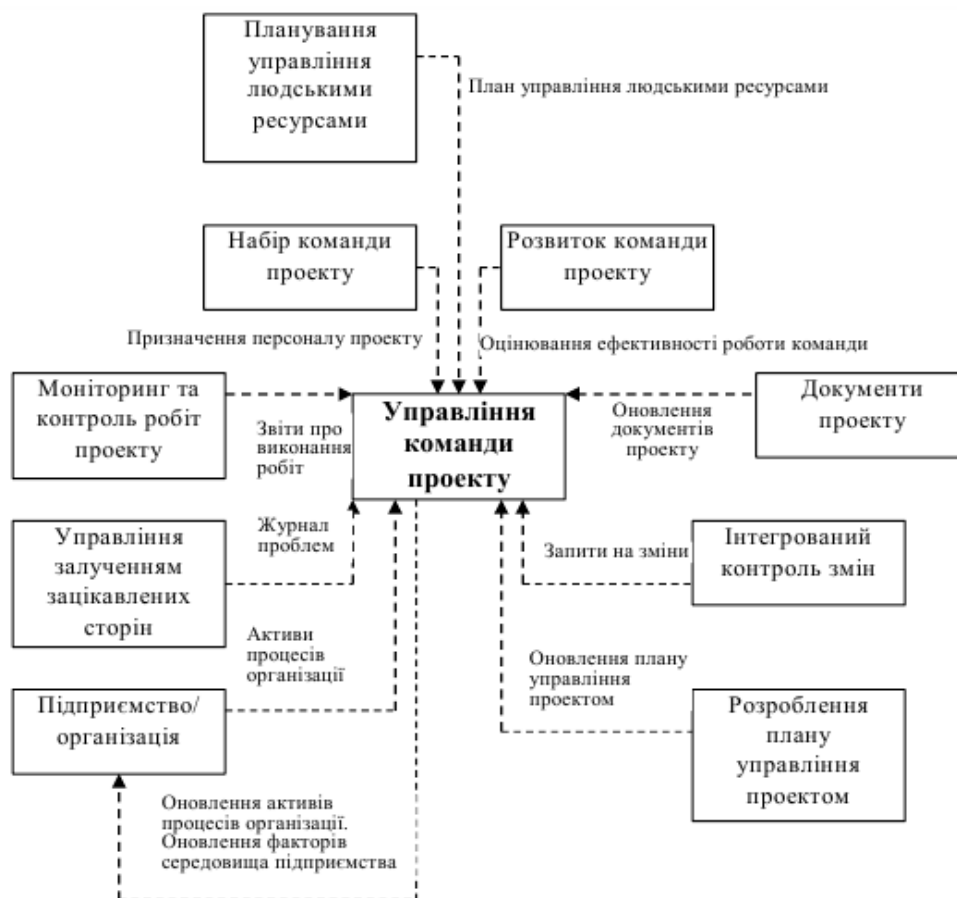 Планування
управління
людськими
ресурсами
План управління людськими ресурсами
Набір команди
проекту
Розвиток команди
проекту
Призначення персоналу проекту
Оцінювання ефективності роботи команди
Моніторинг та
контроль робіт
проекту
Звіти про
виконання
робіт
Управління
команди
проекту
Оновлення
документів
проекту
Документи
проекту
Управління
залученням
зацікавлених
сторін
Журнал
проблем
Запити на зміни
Інтегрований
контроль змін
Активи
процесів
організації
Оновлення плану
управління
проектом
Підприємство/
організація
Розроблення
плану
управління
проектом
Оновлення активів
процесів організації.
Оновлення факторів
середовища підприємства